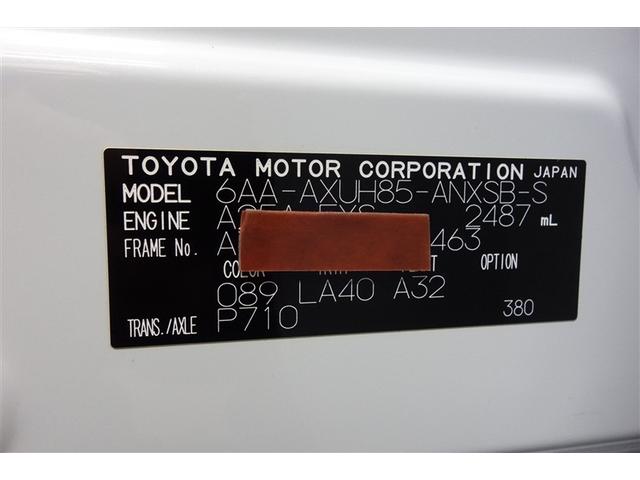 TOYOTA MOTOR CORPORATION JAPAN
MODEL 6AA-AXUH85-ANXSB-S
ENGINE 2487 mL
FRAME No. 463
OPTION
089 LA40 A32
TRANS./AXLE P710 380